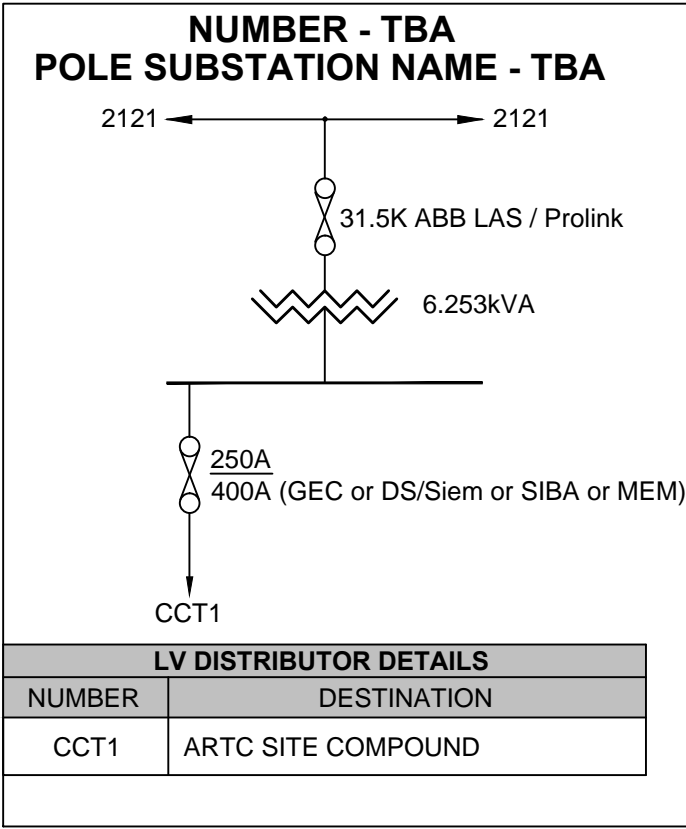 NUMBER - TBA
POLE SUBSTATION NAME - TBA
2121 2121
31.5K ABB LAS / Prolink
6.253kVA
250A
400A (GEC or DS/Siem or SIBA or MEM)
CCT1
LV DISTRIBUTOR DETAILS
NUMBER DESTINATION
CCT1 ARTC SITE COMPOUND